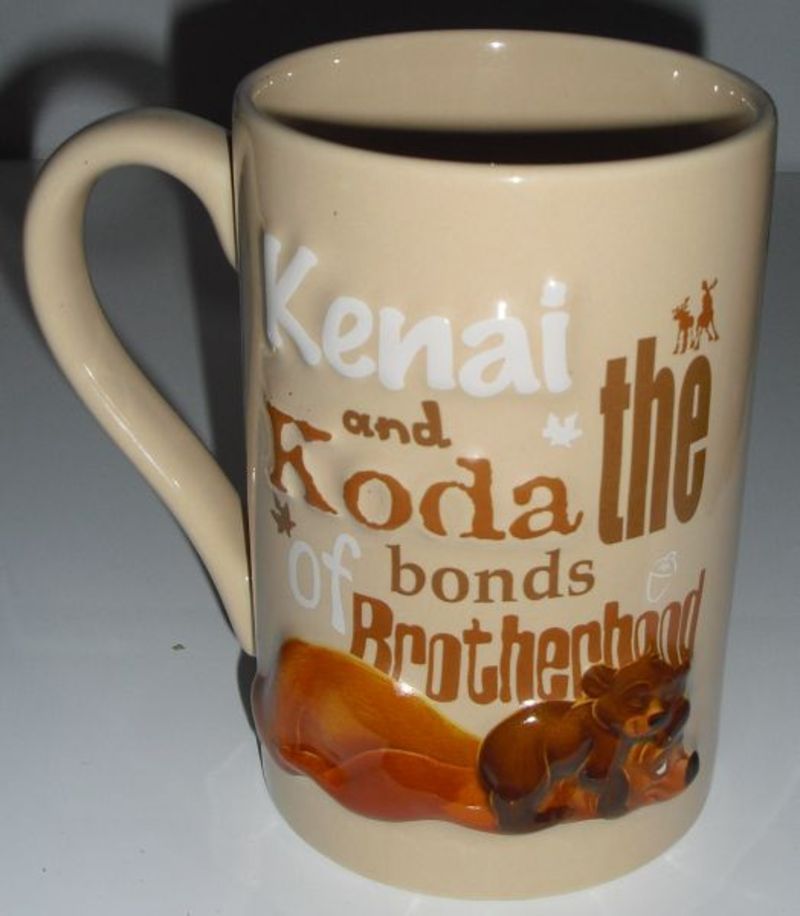 Kenai
and
Koda the
of bonds
Brotherhood